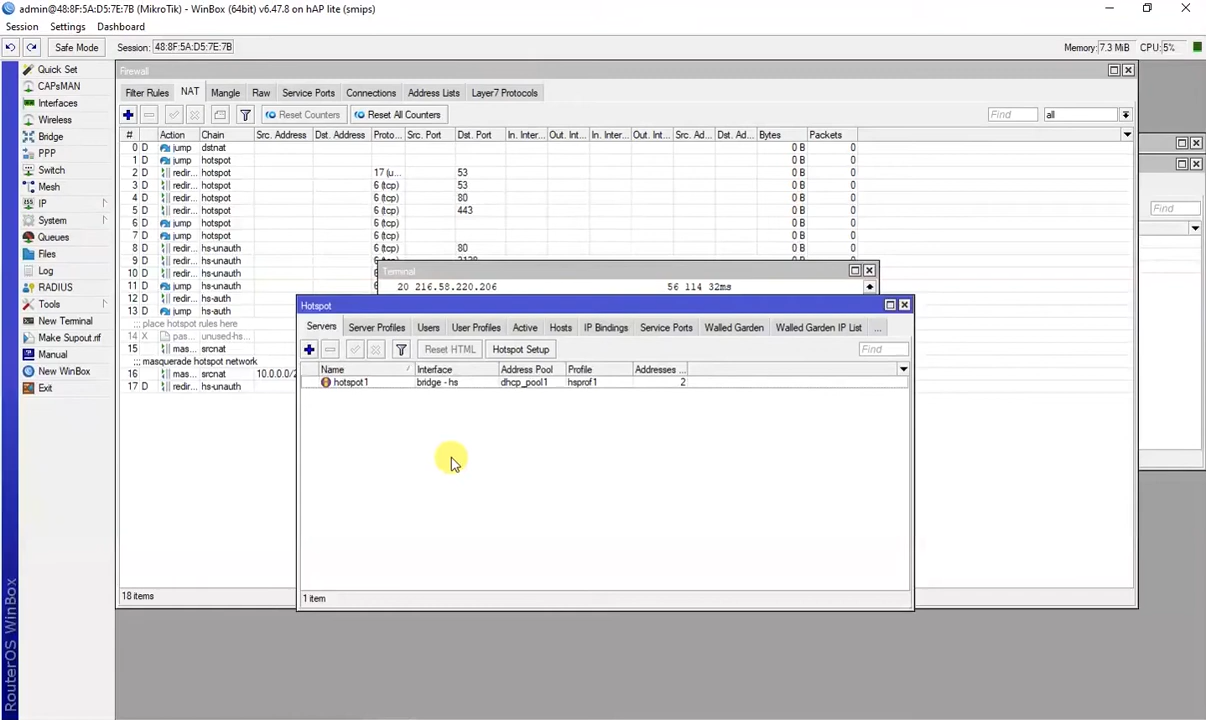 admin@48:8F:5A:D5:7E:7B (MikroTik) - WinBox (64bit) v6.47.8 on hAP lite (smips)
Session Settings Dashboard
Safe Mode Session: 48:8F:5A:D5:7E:7B Memory: 7.3 MiB CPU: 5%
Quick Set
CAPsMAN
Interfaces
Wireless
Bridge
PPP
Switch
Mesh
IP
System
Queues
Files
Log
RADIUS
Tools
New Terminal
Make Supout.rif
Manual
New WinBox
Exit
RouterOS WinBox
Firewall
Filter Rules NAT Mangle Raw Service Ports Connections Address Lists Layer7 Protocols
Reset Counters Reset All Counters Find all
# Action Chain Src. Address Dst. Address Proto... Src. Port Dst. Port In. Inter... Out. Int... In. Inter... Out. Int... Src. Ad... Dst. Ad... Bytes Packets
0 D jump dstnat 0 B 0
1 D jump hotspot 0 B 0
2 D redir... hotspot 17 (u... 53 0 B 0
3 D redir... hotspot 6 (tcp) 53 0 B 0
4 D redir... hotspot 6 (tcp) 80 0 B 0
5 D redir... hotspot 6 (tcp) 443 0 B 0
6 D jump hotspot 6 (tcp) 0 B 0
7 D jump hotspot 6 (tcp) 0 B 0
8 D redir... hs-unauth 6 (tcp) 80 0 B 0
9 D redir... hs-unauth 6 (tcp) 0 B 0
10 D redir... hs-unauth
11 D jump hs-unauth
12 D redir... hs-auth
13 D jump hs-auth
::: place hotspot rules here
14 X pas... unused-hs...
15 mas... srcnat
::: masquerade hotspot network
16 mas... srcnat 10.0.0.0/2
17 D redir... hs-unauth
18 items
Terminal
20 216.58.220.206 56 114 32ms
Hotspot
Servers Server Profiles Users User Profiles Active Hosts IP Bindings Service Ports Walled Garden Walled Garden IP List ...
Reset HTML Hotspot Setup Find
Name Interface Address Pool Profile Addresses ...
hotspot1 bridge - hs dhcp_pool1 hsprof1 2
1 item
Find